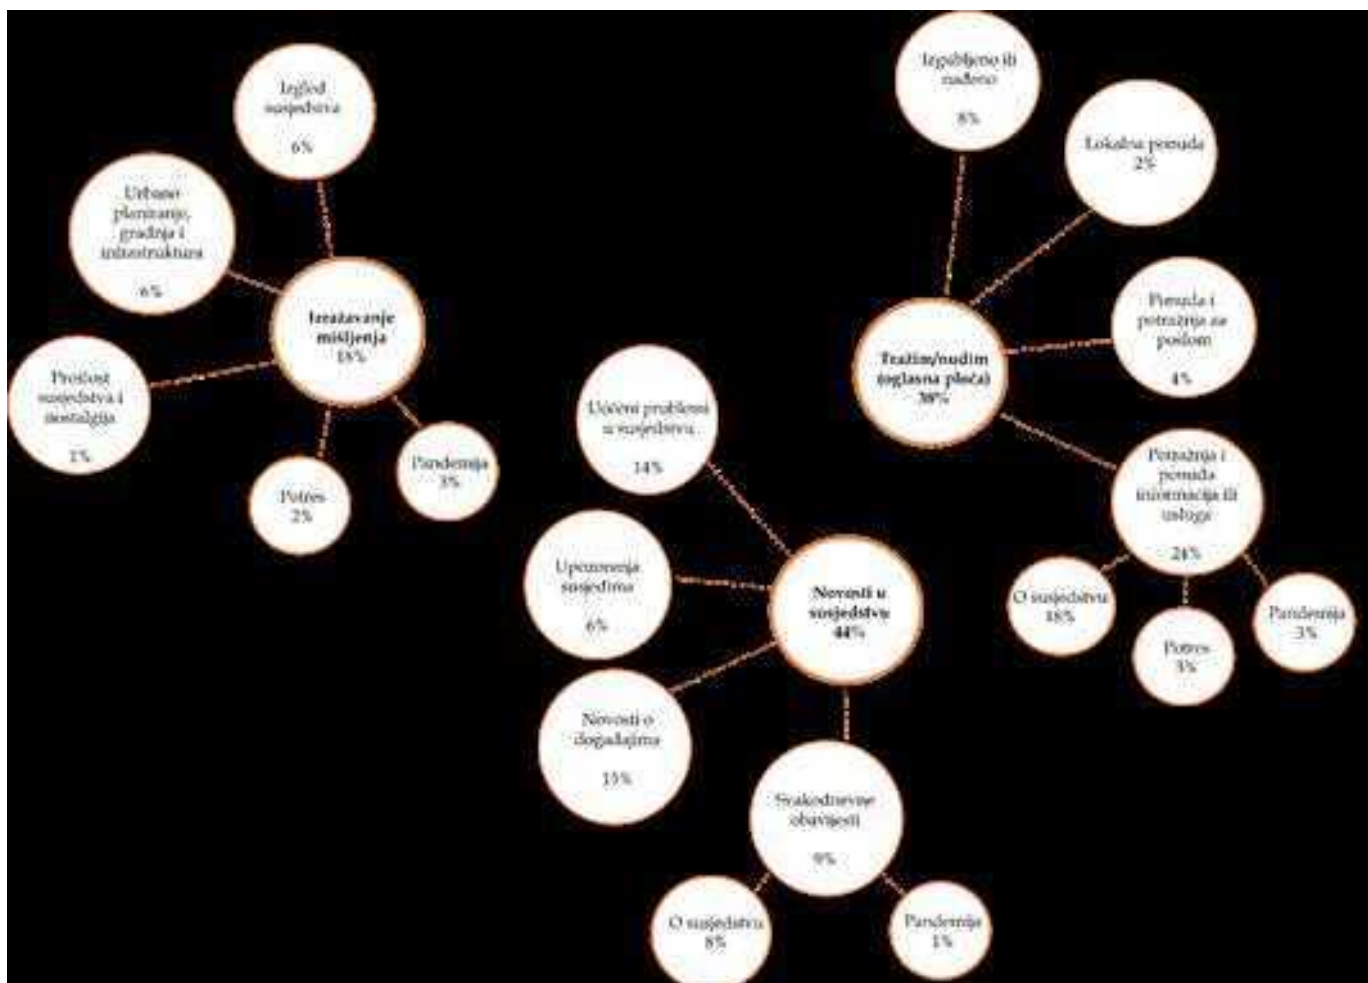 Izgled
susjedstva
6%
Urbano
planiranje,
gradnja i
infrastruktura
6%
Izražavanje
mišljenja
18%
Prošlost
susjedstva i
nostalgija
1%
Potres
2%
Pandemija
3%
Izgubljeno ili
nađeno
8%
Lokalna ponuda
2%
Ponuda i
potražnja za
poslom
4%
Tražim/nudim
(oglasna ploča)
38%
Potražnja i
ponuda
informacija ili
usluga
24%
O susjedstvu
18%
Potres
3%
Pandemija
3%
Uočeni problemi
u susjedstvu
14%
Upozorenja
susjedima
6%
Novosti u
susjedstvu
44%
Novosti o
događajima
15%
Svakodnevne
obavijesti
9%
O susjedstvu
8%
Pandemija
1%